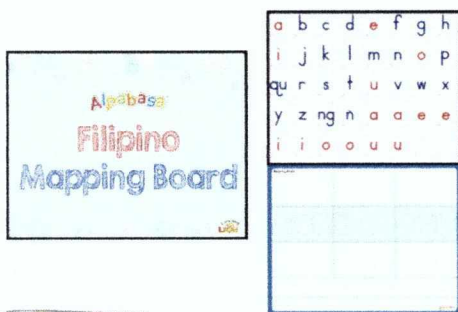 Alpabasa
Filipino
Mapping Board
a b c d e f g h
i j k l m n o p
qu r s t u v w x
y z ng n a a e e
i i o o u u